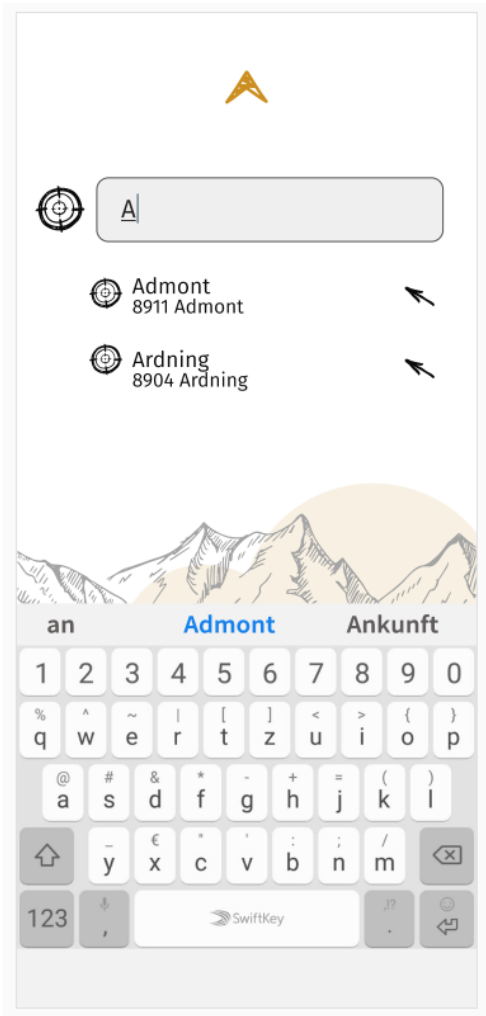 A
Admont
8911 Admont
Ardning
8904 Ardning
an Admont Ankunft
1 2 3 4 5 6 7 8 9 0
% ^ ~ | [ ] < > { }
q w e r t z u i o p
@ # & * - + = ( )
a s d f g h j k l
_ € " ' : ; /
y x c v b n m
123 , SwiftKey ,!? .